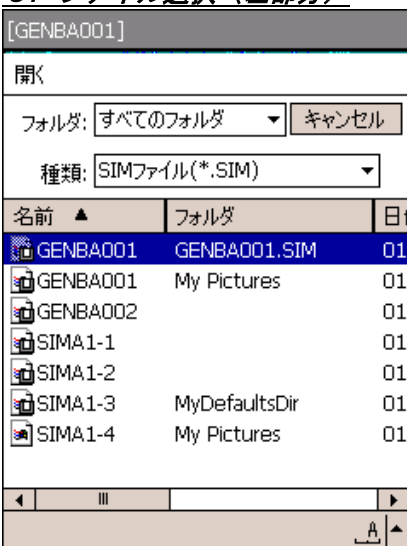 [GENBA001]
開く
フォルダ: すべてのフォルダ キャンセル
種類: SIMファイル(*.SIM)
名前 ▲ フォルダ
GENBA001 GENBA001.SIM 01
GENBA001 My Pictures 01
GENBA002 01
SIMA1-1 01
SIMA1-2 01
SIMA1-3 MyDefaultsDir 01
SIMA1-4 My Pictures 01
A